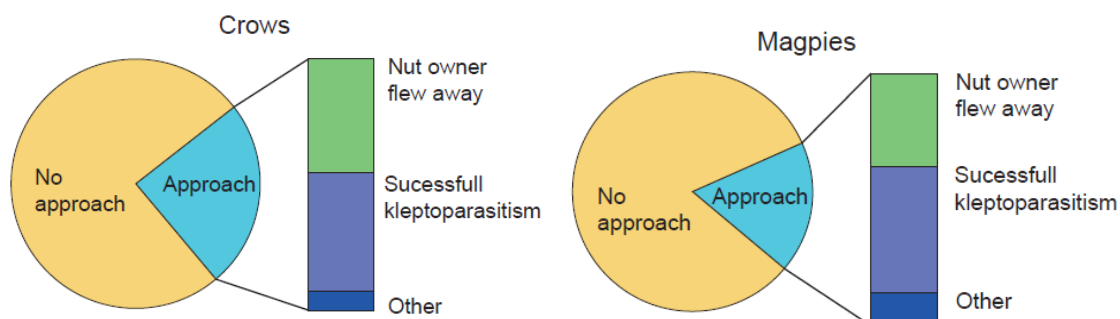 Crows
Nut owner
flew away
No
approach
Approach
Sucessfull
kleptoparasitism
Other
Magpies
Nut owner
flew away
No
approach
Approach
Sucessfull
kleptoparasitism
Other